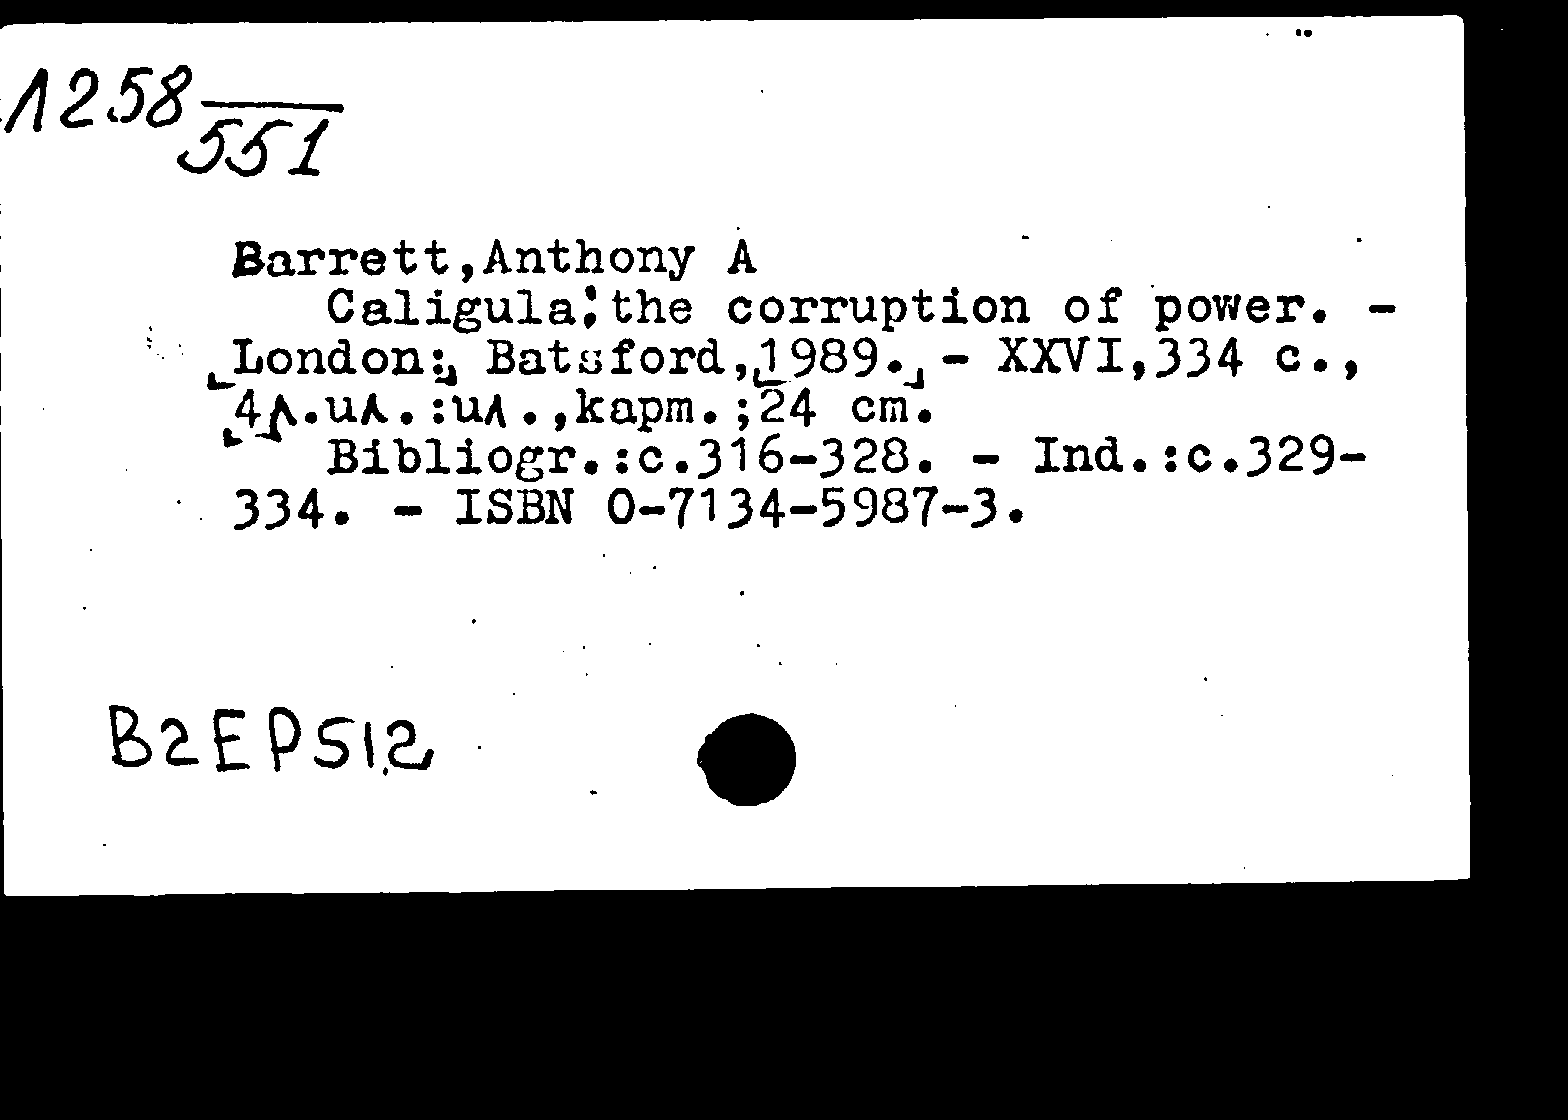 1258
551
Barrett,Anthony A
Caligula:the corruption of power. -
[London:] Batsford,[1989.] - XXVI,334 с.,
[4]л.ил.:ил.,карт.;24 cm.
Bibliogr.:c.316-328. - Ind.:c.329-
334. - ISBN 0-7134-5987-3.
B2EP512